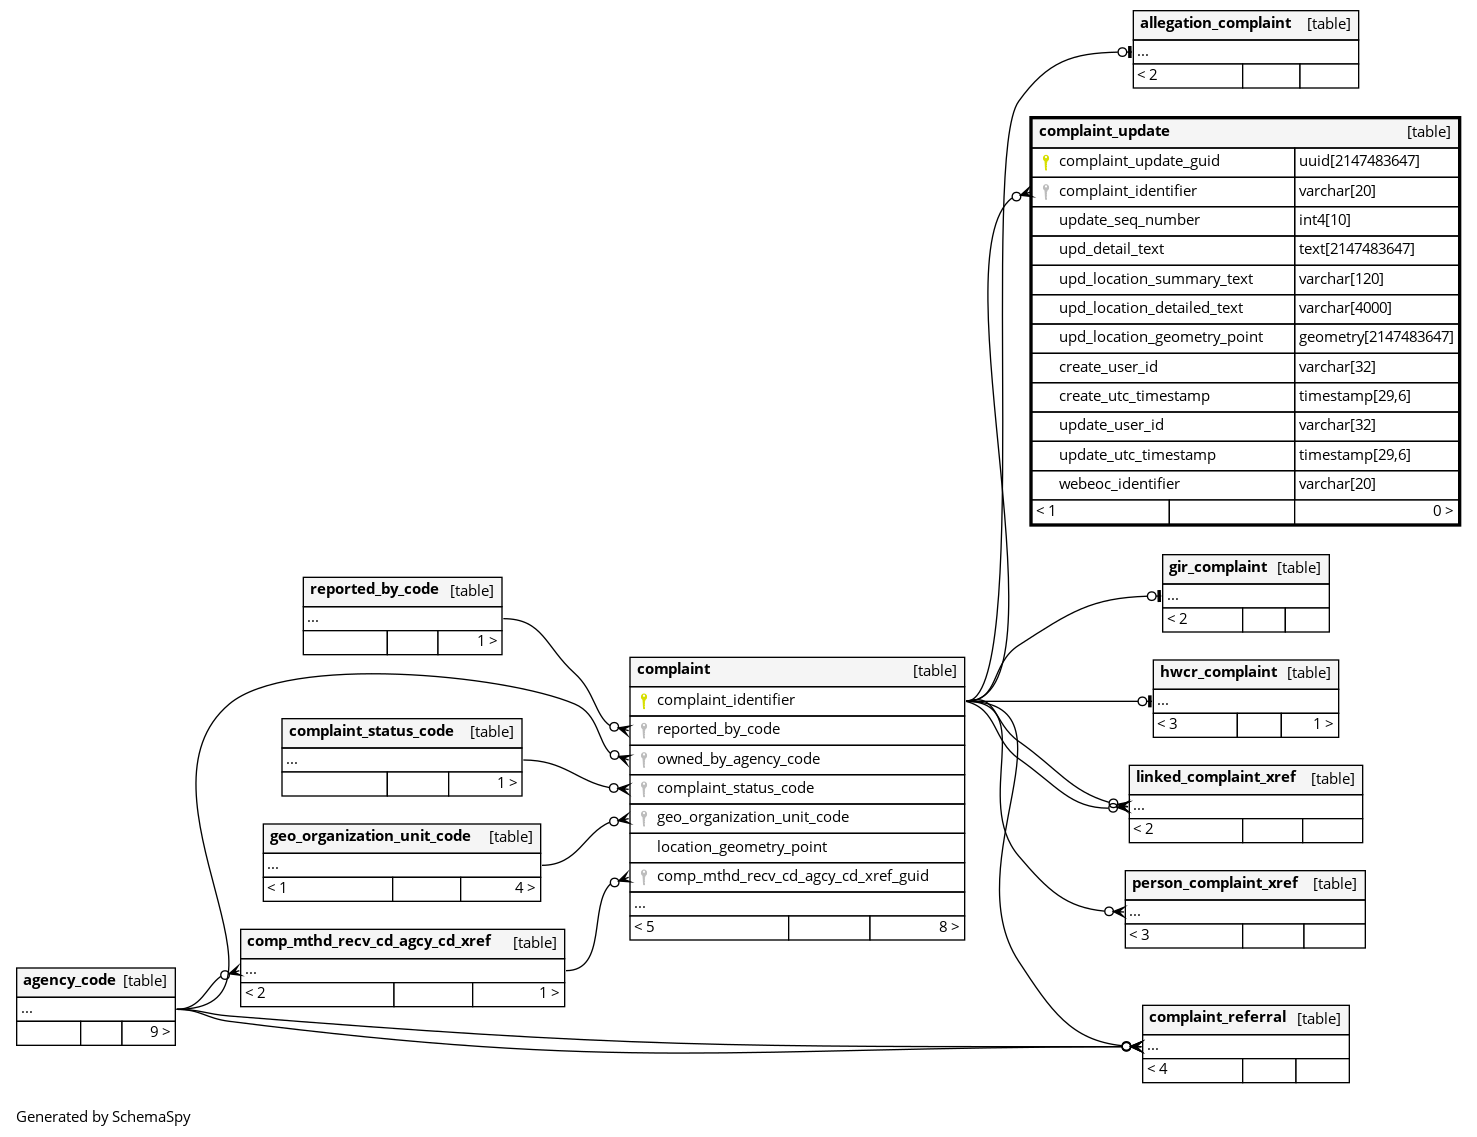 allegation_complaint [table]
...
< 2
complaint_update [table]
complaint_update_guid uuid[2147483647]
complaint_identifier varchar[20]
update_seq_number int4[10]
upd_detail_text text[2147483647]
upd_location_summary_text varchar[120]
upd_location_detailed_text varchar[4000]
upd_location_geometry_point geometry[2147483647]
create_user_id varchar[32]
create_utc_timestamp timestamp[29,6]
update_user_id varchar[32]
update_utc_timestamp timestamp[29,6]
webeoc_identifier varchar[20]
< 1 0 >
gir_complaint [table]
...
< 2
reported_by_code [table]
...
1 >
complaint [table]
complaint_identifier
reported_by_code
owned_by_agency_code
complaint_status_code
geo_organization_unit_code
location_geometry_point
comp_mthd_recv_cd_agcy_cd_xref_guid
...
< 5 8 >
hwcr_complaint [table]
...
< 3 1 >
complaint_status_code [table]
...
1 >
linked_complaint_xref [table]
...
< 2
geo_organization_unit_code [table]
...
< 1 4 >
person_complaint_xref [table]
...
< 3
comp_mthd_recv_cd_agcy_cd_xref [table]
...
< 2 1 >
agency_code [table]
...
9 >
complaint_referral [table]
...
< 4
Generated by SchemaSpy